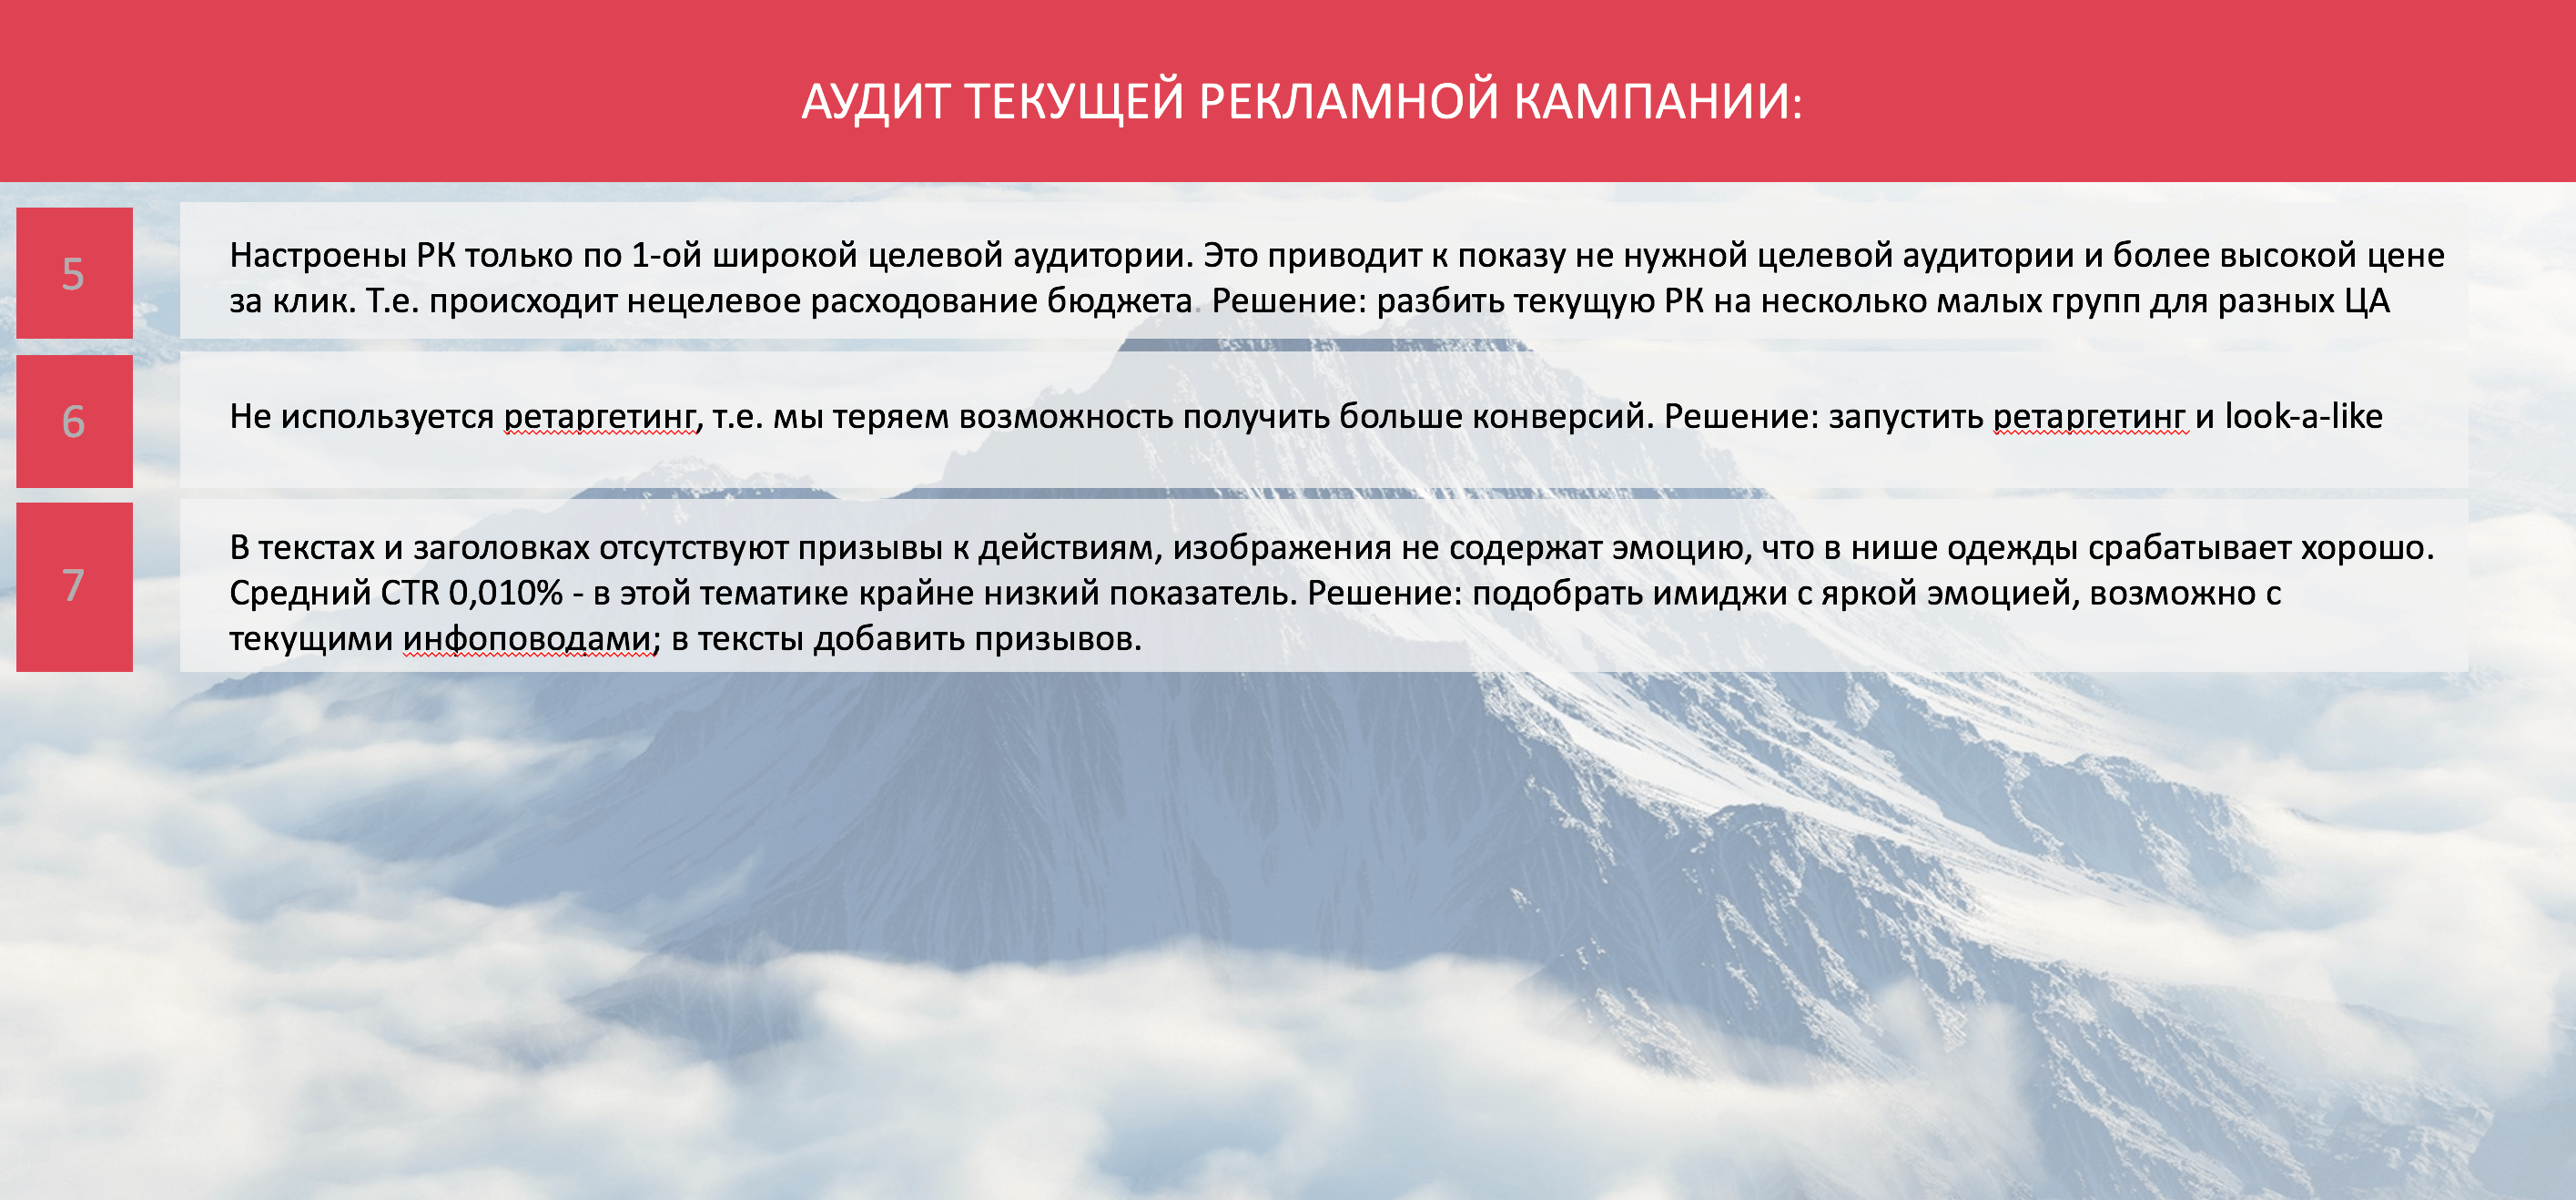 АУДИТ ТЕКУЩЕЙ РЕКЛАМНОЙ КАМПАНИИ:
5
Настроены РК только по 1-ой широкой целевой аудитории. Это приводит к показу не нужной целевой аудитории и более высокой цене
за клик. Т.е. происходит нецелевое расходование бюджета. Решение: разбить текущую РК на несколько малых групп для разных ЦА
6
Не используется ретаргетинг, т.е. мы теряем возможность получить больше конверсий. Решение: запустить ретаргетинг и look-a-like
7
В текстах и заголовках отсутствуют призывы к действиям, изображения не содержат эмоцию, что в нише одежды срабатывает хорошо.
Средний CTR 0,010% - в этой тематике крайне низкий показатель. Решение: подобрать имиджи с яркой эмоцией, возможно с
текущими инфоповодами; в тексты добавить призывов.